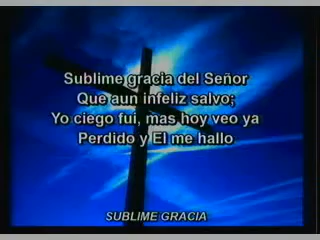 Sublime gracia del Señor
Que aun infeliz salvo;
Yo ciego fui, mas hoy veo ya
Perdido y El me hallo
SUBLIME GRACIA